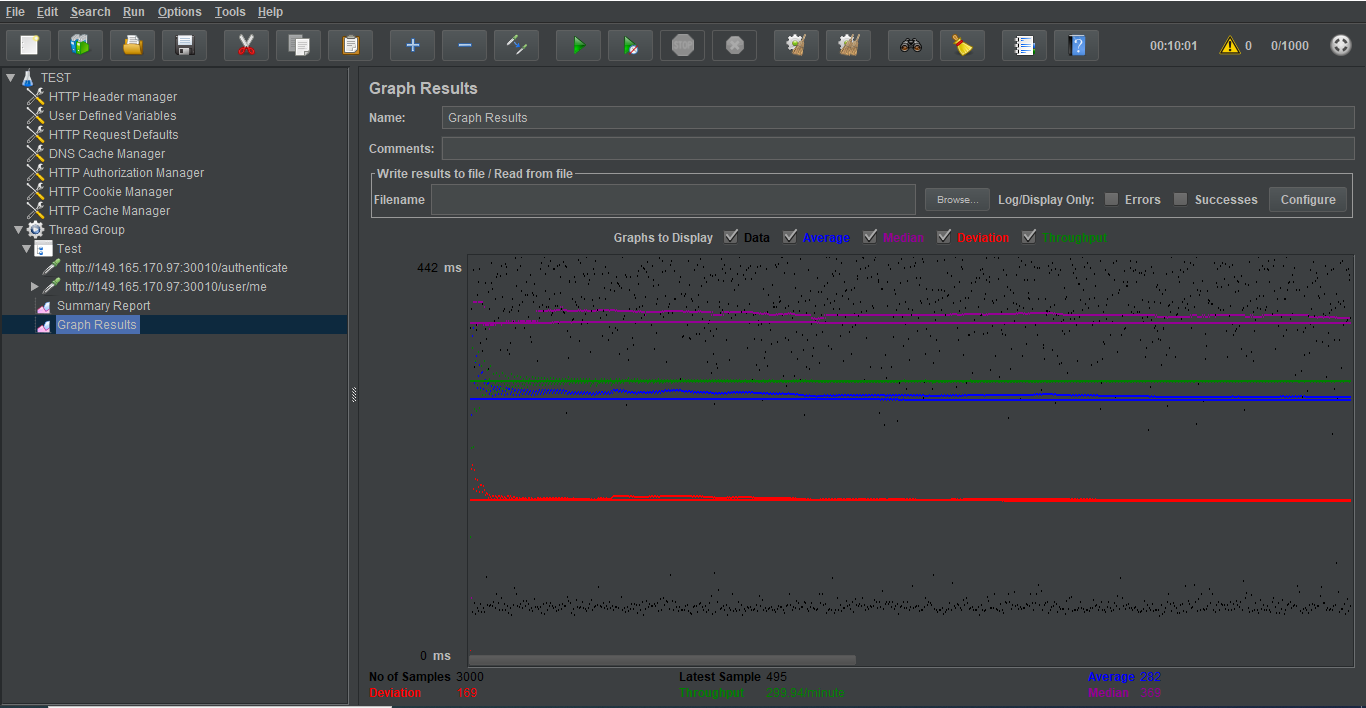 File Edit Search Run Options Tools Help
STOP 00:10:01 0 0/1000
TEST
HTTP Header manager
User Defined Variables
HTTP Request Defaults
DNS Cache Manager
HTTP Authorization Manager
HTTP Cookie Manager
HTTP Cache Manager
Thread Group
Test
http://149.165.170.97:30010/authenticate
http://149.165.170.97:30010/user/me
Summary Report
Graph Results
Graph Results
Name: Graph Results
Comments:
Write results to file / Read from file
Filename Browse... Log/Display Only: Errors Successes Configure
Graphs to Display Data Average Median Deviation Throughput
442 ms
0 ms
No of Samples 3000 Latest Sample 495 Average 282
Deviation 169 Throughput 299.94/minute Median